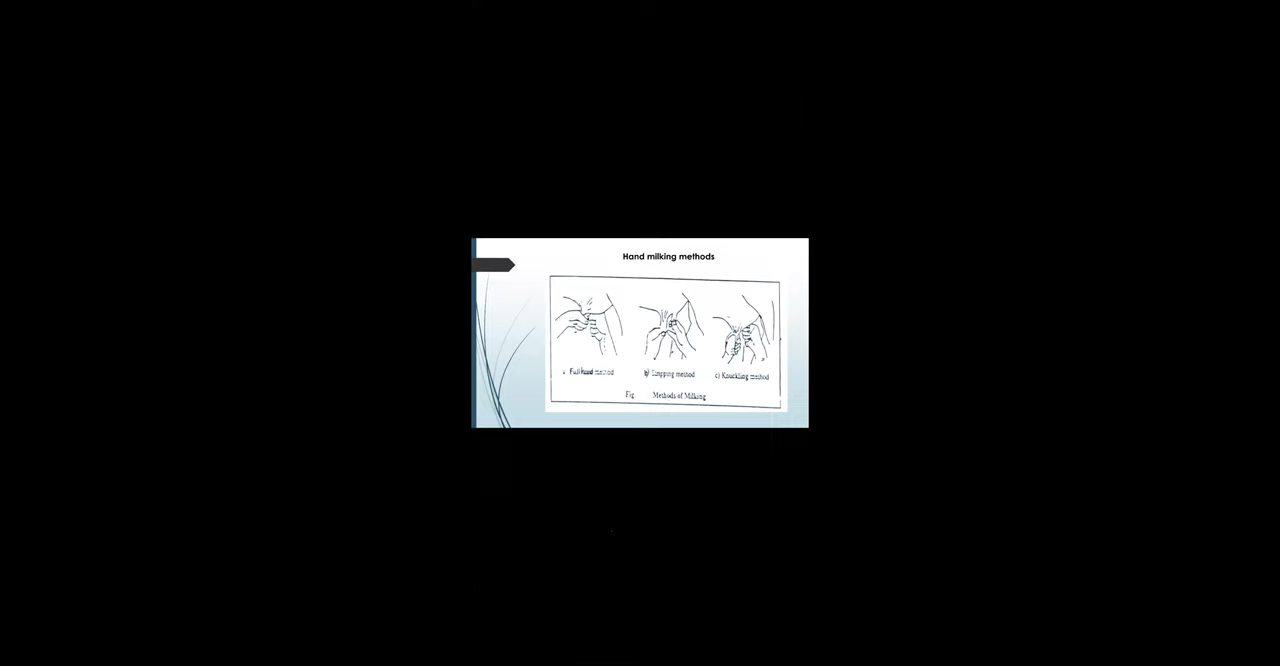 Hand milking methods
Full hand method
b) Stripping method
c) Knuckling method
Fig Methods of Milking